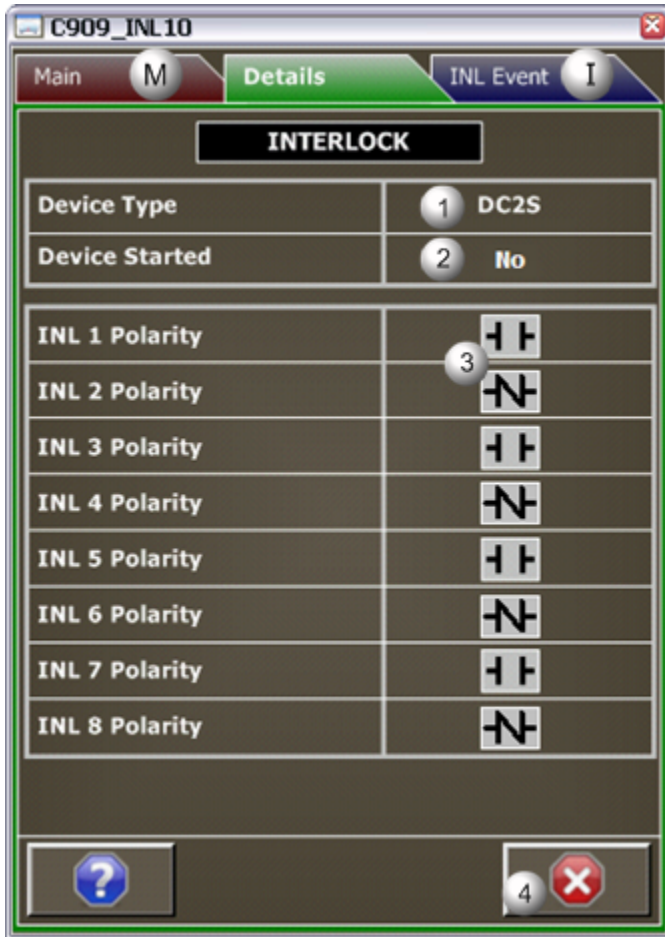 C909_INL10
Main M Details INL Event I
INTERLOCK
Device Type 1 DC2S
Device Started 2 No
INL 1 Polarity
3
INL 2 Polarity
INL 3 Polarity
INL 4 Polarity
INL 5 Polarity
INL 6 Polarity
INL 7 Polarity
INL 8 Polarity
? 4